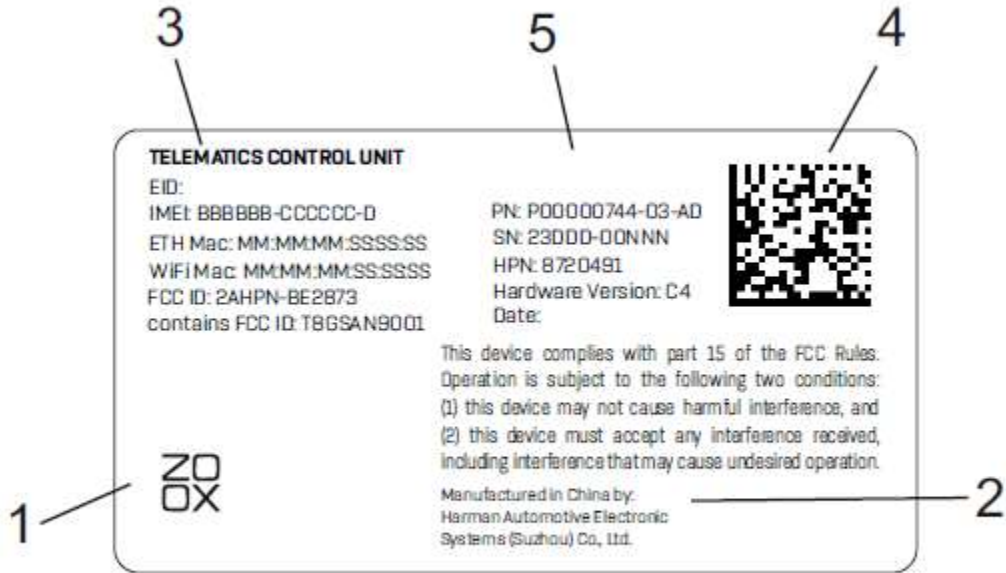 3
5
4
TELEMATICS CONTROL UNIT
EID:
IMEI: BBBBBB-CCCCCC-D
ETH Mac: MM:MM:MM:SS:SS:SS
WiFi Mac: MM:MM:MM:SS:SS:SS
FCC ID: 2AHPN-BE2873
contains FCC ID: T8GSAN9001
PN: P00000744-03-AD
SN: 23DDD-00NNN
HPN: 8720491
Hardware Version: C4
Date:
This device complies with part 15 of the FCC Rules.
Operation is subject to the following two conditions:
(1) this device may not cause harmful interference, and
(2) this device must accept any interference received,
including interference that may cause undesired operation.
ZO
OX
1
Manufactured in China by:
Harman Automotive Electronic
Systems (Suzhou) Co., Ltd.
2